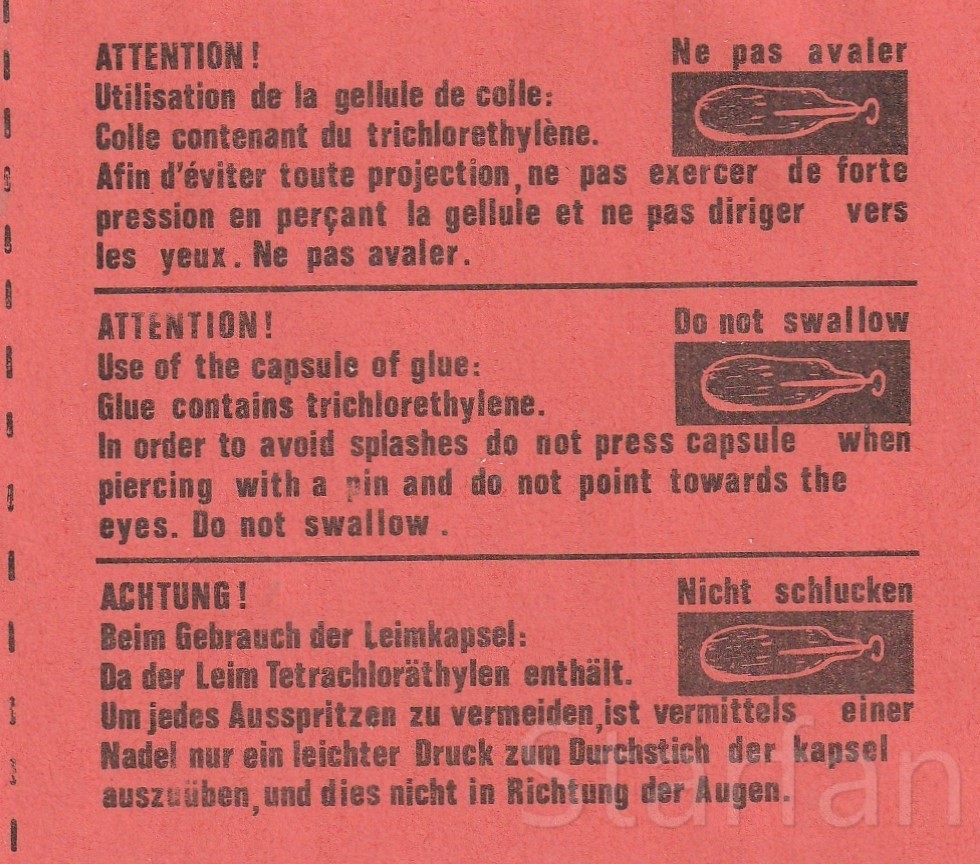 ATTENTION !
Ne pas avaler
Utilisation de la gellule de colle:
Colle contenant du trichlorethylène.
Afin d'éviter toute projection, ne pas exercer de forte
pression en perçant la gellule et ne pas diriger vers
les yeux. Ne pas avaler.
ATTENTION!
Do not swallow
Use of the capsule of glue:
Glue contains trichlorethylene.
In order to avoid splashes do not press capsule when
piercing with a pin and do not point towards the
eyes. Do not swallow.
ACHTUNG!
Nicht schlucken
Beim Gebrauch der Leimkapsel:
Da der Leim Tetrachloräthylen enthält.
Um jedes Ausspritzen zu vermeiden, ist vermittels einer
Nadel nur ein leichter Druck zum Durchstich der kapsel
auszuüben, und dies nicht in Richtung der Augen.
Starfan